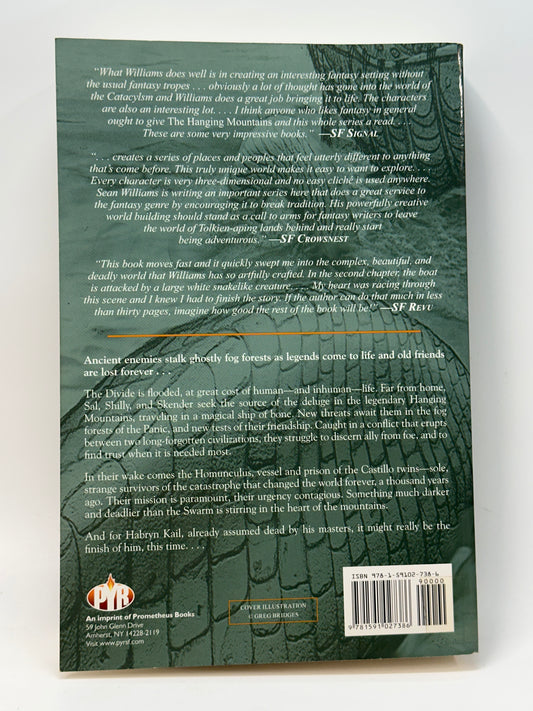 “What Williams does well is in creating an interesting fantasy setting without
the usual fantasy tropes . . . obviously a lot of thought has gone into the world of
the Catacylsm and Williams does a great job bringing it to life. The characters
are also an interesting lot. . . . I think anyone who likes fantasy in general
ought to give The Hanging Mountains and this whole series a read. . . .
These are some very impressive books.” —SF Signal
“. . . creates a series of places and peoples that feel utterly different to anything
that’s come before. This truly unique world makes it easy to want to explore. . . .
Every character is very three-dimensional and no easy cliché is used anywhere.
Sean Williams is writing an important series here that does a great service to
the fantasy genre by encouraging it to break tradition. His powerfully creative
world building should stand as a call to arms for fantasy writers to leave
the world of Tolkien-aping lands behind and really start
being adventurous.” —SF Crowsnest
“This book moves fast and it quickly swept me into the complex, beautiful, and
deadly world that Williams has so artfully crafted. In the second chapter, the boat
is attacked by a large white snakelike creature. . . . My heart was racing through
this scene and I knew I had to finish the story. If the author can do that much in less
than thirty pages, imagine how good the rest of the book will be!” —SF Revu
Ancient enemies stalk ghostly fog forests as legends come to life and old friends
are lost forever . . .
The Divide is flooded, at great cost of human—and inhuman—life. Far from home,
Sal, Shilly, and Skender seek the source of the deluge in the legendary Hanging
Mountains, traveling in a magical ship of bone. New threats await them in the fog
forests of the Panic, and new tests of their friendship. Caught in a conflict that erupts
between two long-forgotten civilizations, they struggle to discern ally from foe, and to
find trust when it is needed most.
In their wake comes the Homunculus, vessel and prison of the Castillo twins—sole,
strange survivors of the catastrophe that changed the world forever, a thousand years
ago. Their mission is paramount, their urgency contagious. Something much darker
and deadlier than the Swarm is stirring in the heart of the mountains.
And for Habryn Kail, already assumed dead by his masters, it might really be the
finish of him, this time. . . .
PYR
An imprint of Prometheus Books
59 John Glenn Drive
Amherst, NY 14228-2119
Visit www.pyrsf.com
COVER ILLUSTRATION
© GREG BRIDGES
ISBN 978-1-59102-738-6
90000
9 781591 027386